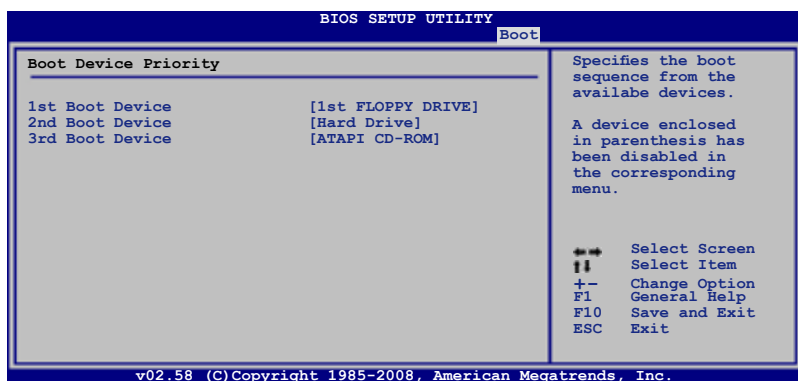 BIOS SETUP UTILITY
Boot
Boot Device Priority
1st Boot Device [1st FLOPPY DRIVE]
2nd Boot Device [Hard Drive]
3rd Boot Device [ATAPI CD-ROM]
Specifies the boot
sequence from the
availabe devices.
A device enclosed
in parenthesis has
been disabled in
the corresponding
menu.
←→ Select Screen
↑↓ Select Item
+- Change Option
F1 General Help
F10 Save and Exit
ESC Exit
v02.58 (C)Copyright 1985-2008, American Megatrends, Inc.